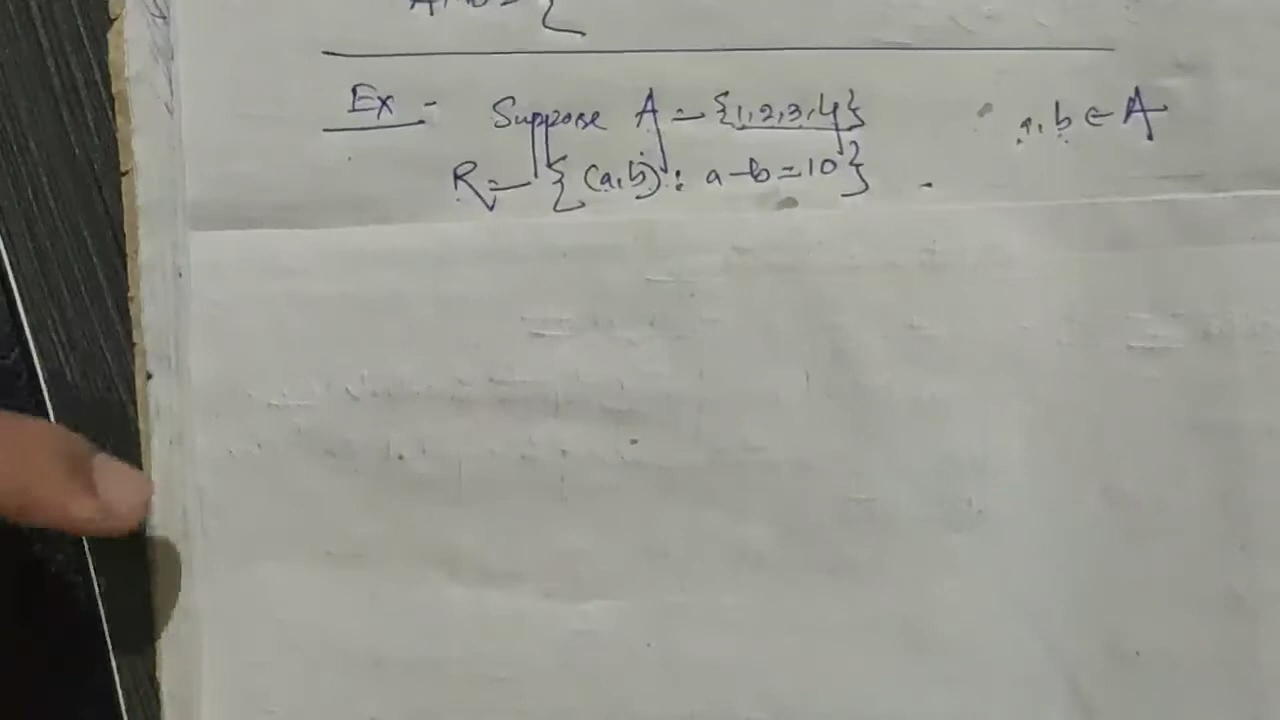 Ex - Suppose A = {1,2,3,4} a,b ∈ A
R = { (a,b) : a-b=10} .